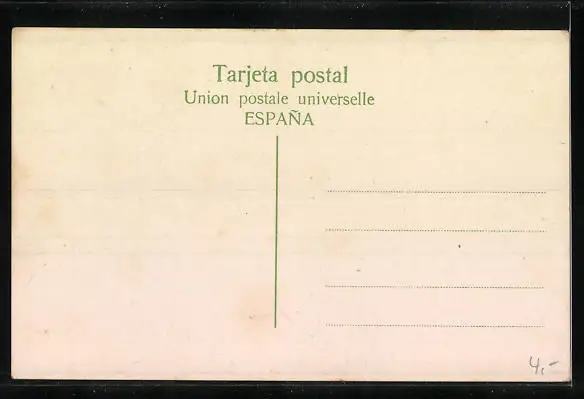 Tarjeta postal
Union postale universelle
ESPAÑA
4,-